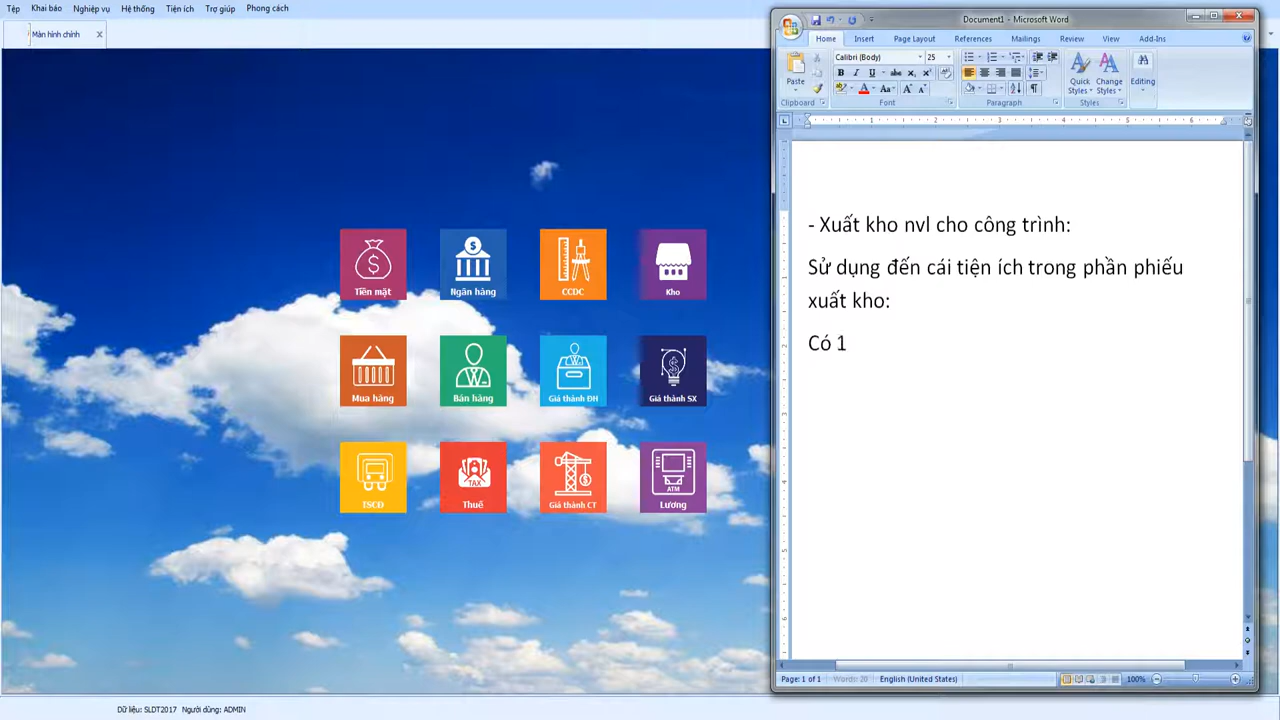 Tệp Khai báo Nghiệp vụ Hệ thống Tiện ích Trợ giúp Phong cách
Màn hình chính
Tiền mặt
Ngân hàng
CCDC
Kho
Mua hàng
Bán hàng
Giá thành ĐH
Giá thành SX
TSCD
TAX
Thuế
Giá thành CT
ATM
Lương
Dữ liệu: SLDT2017 Người dùng: ADMIN
Document1 - Microsoft Word
Home Insert Page Layout References Mailings Review View Add-Ins
Calibri (Body) 25
Paste
Quick Styles
Change Styles
Editing
Clipboard Font Paragraph Styles
- Xuất kho nvl cho công trình:
Sử dụng đến cái tiện ích trong phần phiếu
xuất kho:
Có 1
Page: 1 of 1 Words: 20 English (United States) 100%